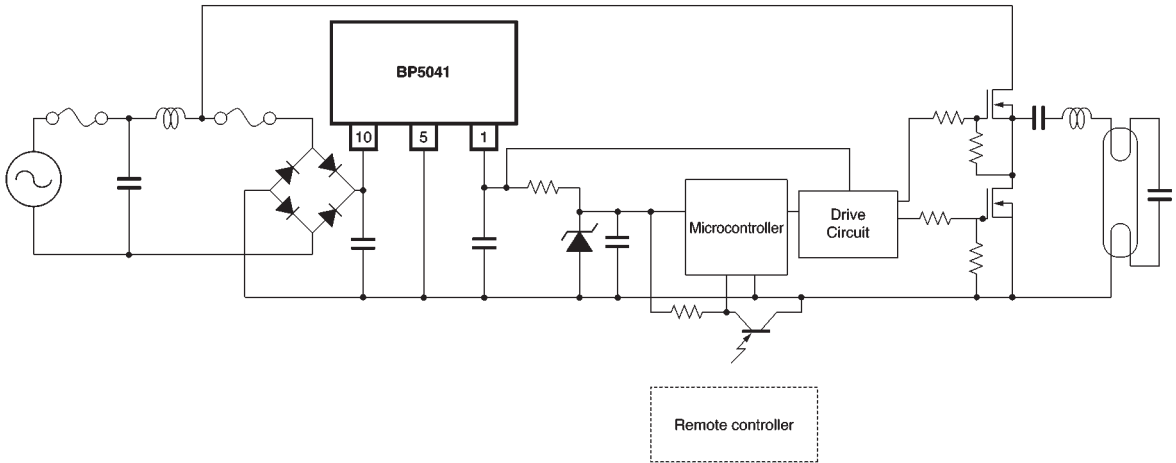 BP5041
10
5
1
Microcontroller
Drive
Circuit
Remote controller